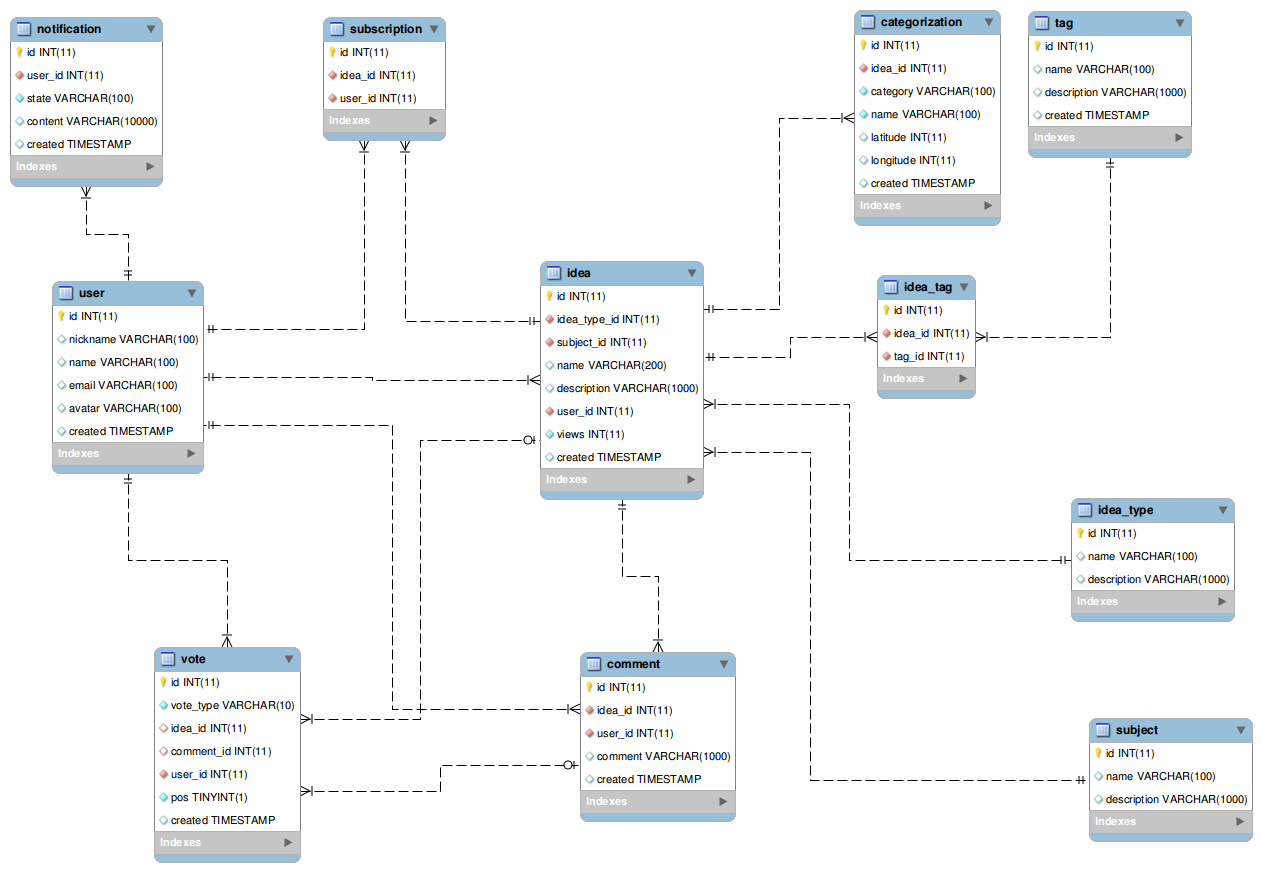 notification
id INT(11)
user_id INT(11)
state VARCHAR(100)
content VARCHAR(10000)
created TIMESTAMP
Indexes
subscription
id INT(11)
idea_id INT(11)
user_id INT(11)
Indexes
categorization
id INT(11)
idea_id INT(11)
category VARCHAR(100)
name VARCHAR(100)
latitude INT(11)
longitude INT(11)
created TIMESTAMP
Indexes
tag
id INT(11)
name VARCHAR(100)
description VARCHAR(1000)
created TIMESTAMP
Indexes
user
id INT(11)
nickname VARCHAR(100)
name VARCHAR(100)
email VARCHAR(100)
avatar VARCHAR(100)
created TIMESTAMP
Indexes
idea
id INT(11)
idea_type_id INT(11)
subject_id INT(11)
name VARCHAR(200)
description VARCHAR(1000)
user_id INT(11)
views INT(11)
created TIMESTAMP
Indexes
idea_tag
id INT(11)
idea_id INT(11)
tag_id INT(11)
Indexes
idea_type
id INT(11)
name VARCHAR(100)
description VARCHAR(1000)
Indexes
vote
id INT(11)
vote_type VARCHAR(10)
idea_id INT(11)
comment_id INT(11)
user_id INT(11)
pos TINYINT(1)
created TIMESTAMP
Indexes
comment
id INT(11)
idea_id INT(11)
user_id INT(11)
comment VARCHAR(1000)
created TIMESTAMP
Indexes
subject
id INT(11)
name VARCHAR(100)
description VARCHAR(1000)
Indexes